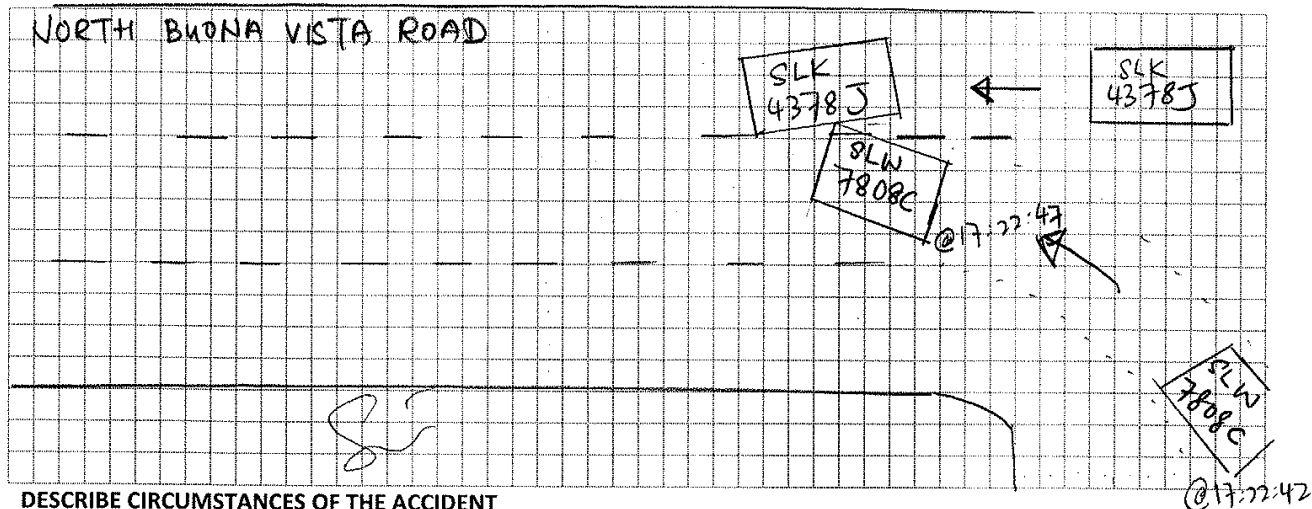 NORTH BUONA VISTA ROAD
SLK
4378J
SLK
4378J
SLW
7808C
@17:22:47
SLW
7808C
@17:22:42
DESCRIBE CIRCUMSTANCES OF THE ACCIDENT